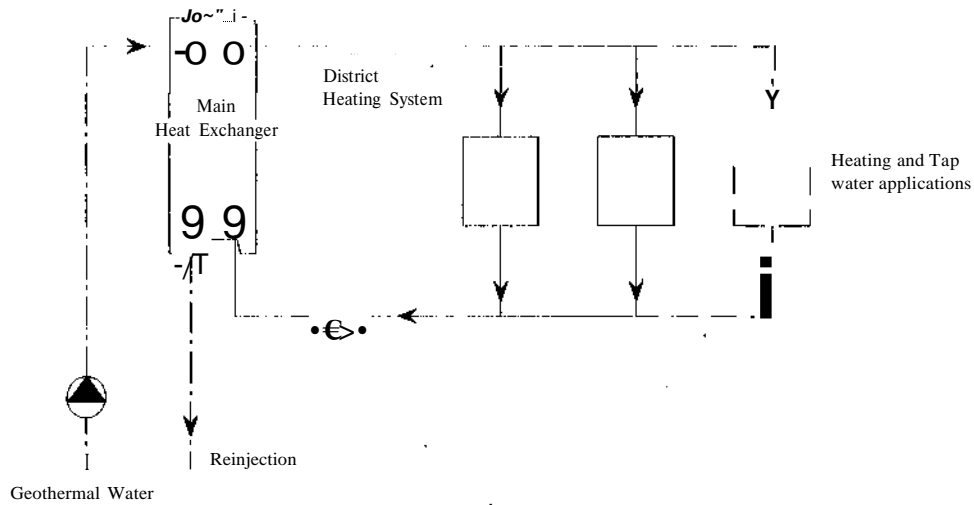 District
Heating System
Main
Heat Exchanger
Heating and Tap
water applications
Reinjection
Geothermal Water